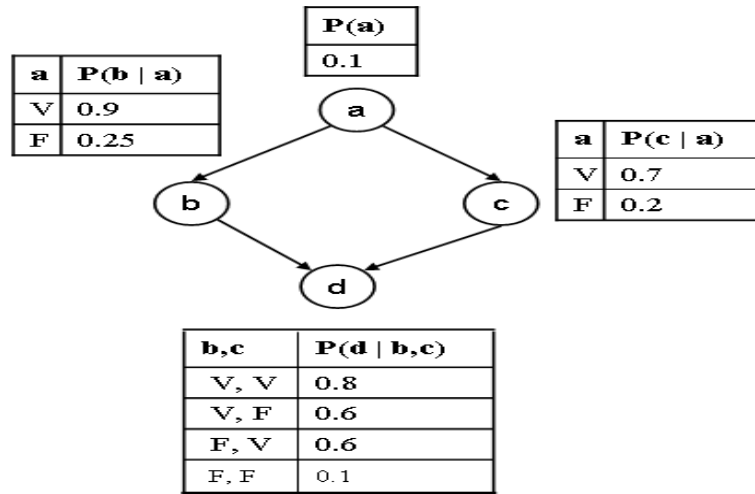 P(a)
0.1
a P(b | a)
V 0.9
F 0.25
a
a P(c | a)
V 0.7
F 0.2
b
c
d
b,c P(d | b,c)
V, V 0.8
V, F 0.6
F, V 0.6
F, F 0.1